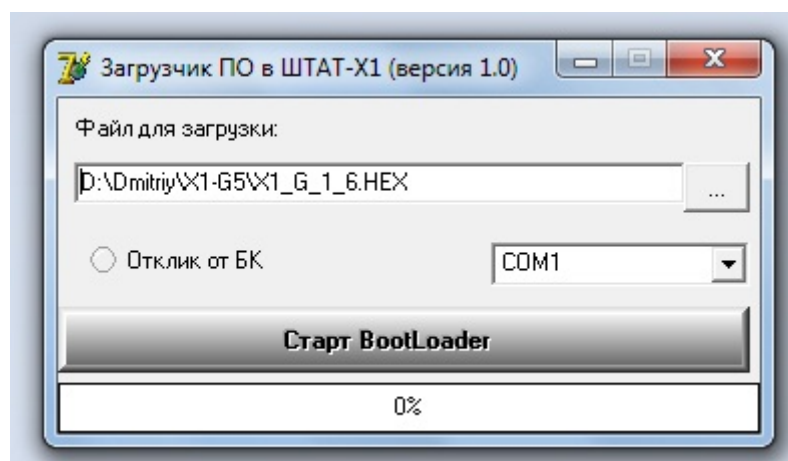 Загрузчик ПО в ШТАТ-X1 (версия 1.0)
Файл для загрузки:
D:\Dmitriy\X1-G5\X1_G_1_6.HEX
...
Отклик от БК
COM1
Старт BootLoader
0%